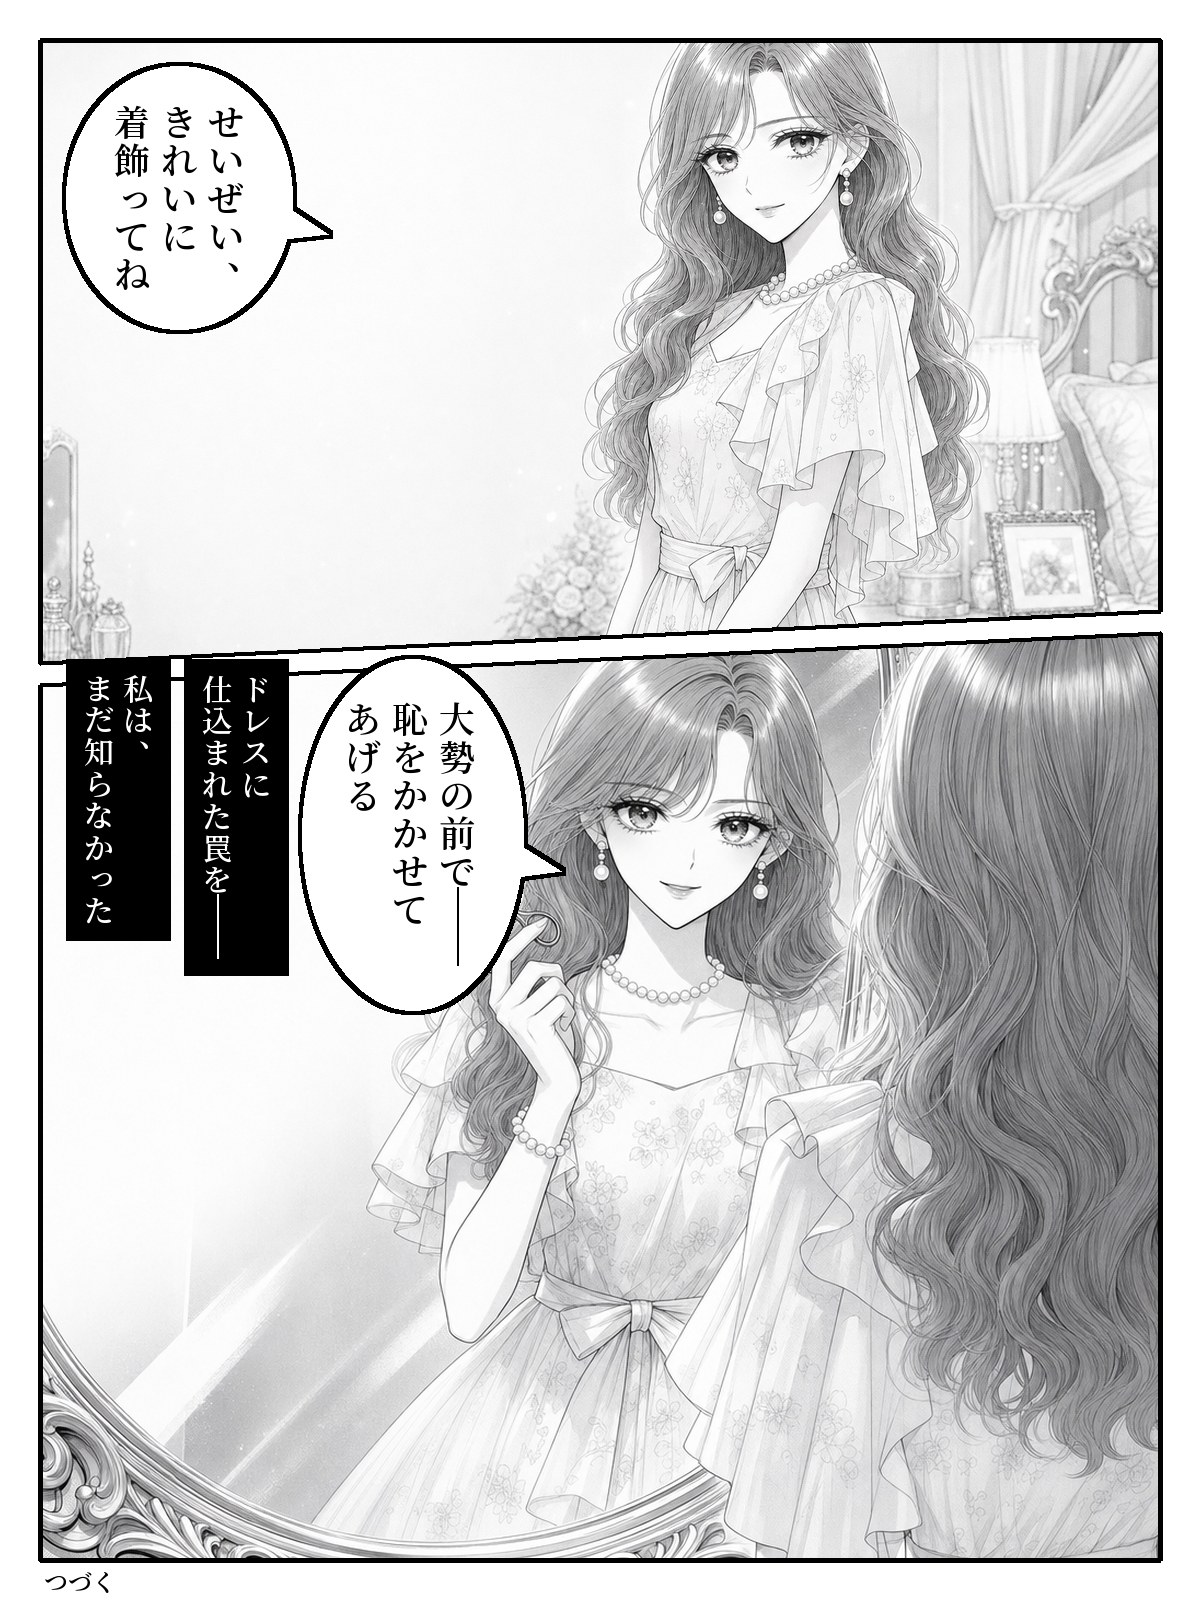 せいぜい、
きれいに
着飾ってね
大勢の前で──
恥をかかせて
あげる
ドレスに
仕込まれた罠を──
私は、
まだ知らなかった
つづく